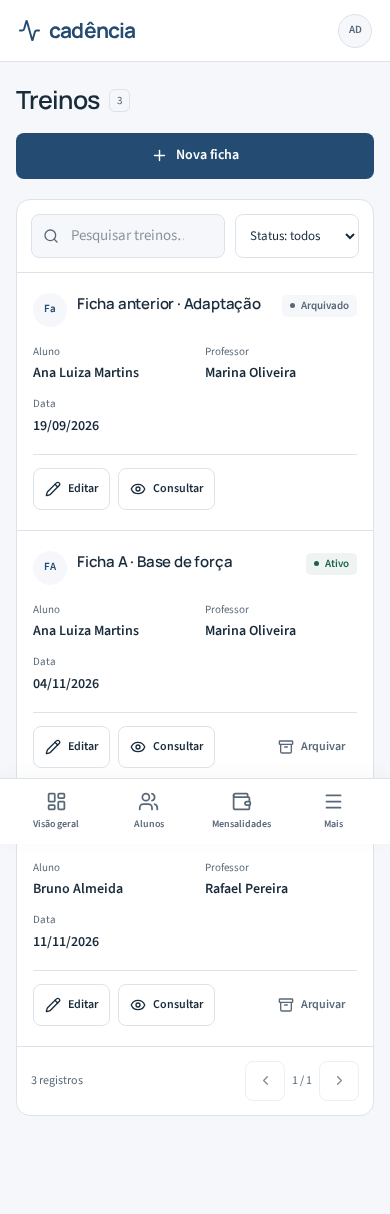 cadência
AD
Treinos 3
Nova ficha
Pesquisar treinos..
Status: todos
Fa
Ficha anterior · Adaptação
Arquivado
Aluno
Professor
Ana Luiza Martins
Marina Oliveira
Data
19/09/2026
Editar
Consultar
FA
Ficha A · Base de força
Ativo
Aluno
Professor
Ana Luiza Martins
Marina Oliveira
Data
04/11/2026
Editar
Consultar
Arquivar
Visão geral
Alunos
Mensalidades
Mais
Aluno
Professor
Bruno Almeida
Rafael Pereira
Data
11/11/2026
Editar
Consultar
Arquivar
3 registros
1 / 1